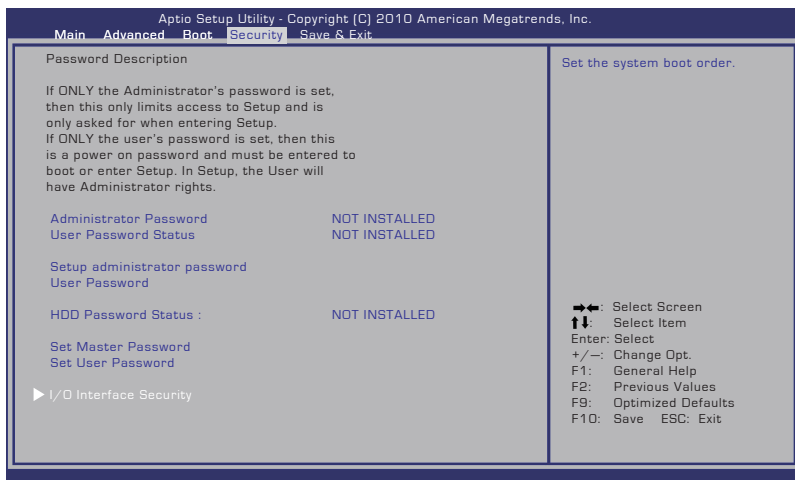 Aptio Setup Utility - Copyright (C) 2010 American Megatrends, Inc.
Main Advanced Boot Security Save & Exit
Password Description
If ONLY the Administrator's password is set,
then this only limits access to Setup and is
only asked for when entering Setup.
If ONLY the user's password is set, then this
is a power on password and must be entered to
boot or enter Setup. In Setup, the User will
have Administrator rights.
Administrator Password NOT INSTALLED
User Password Status NOT INSTALLED
Setup administrator password
User Password
HDD Password Status : NOT INSTALLED
Set Master Password
Set User Password
I/O Interface Security
Set the system boot order.
→←: Select Screen
↑↓: Select Item
Enter: Select
+/—: Change Opt.
F1: General Help
F2: Previous Values
F9: Optimized Defaults
F10: Save ESC: Exit